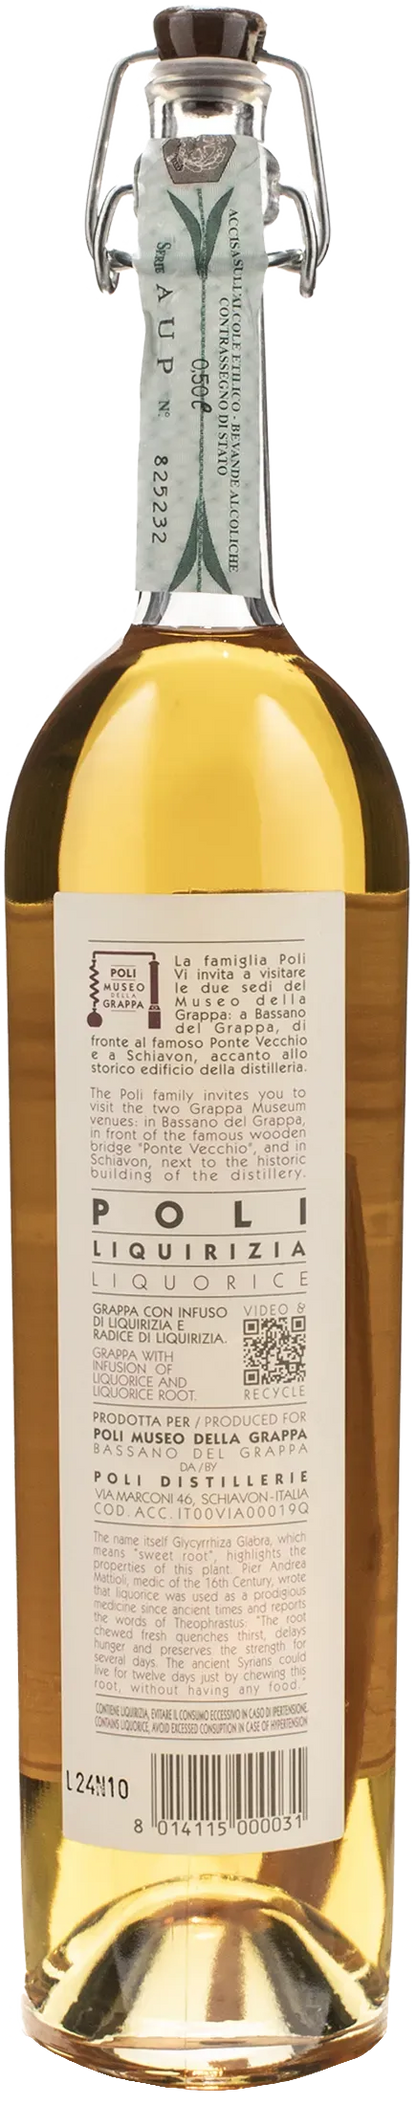 ACCISA SULL'ALCOLE ETILICO - BEVANDE ALCOLICHE
CONTRASSEGNO DI STATO
0,50ℓ
SERIE AUP N° 825232
POLI
MUSEO
DELLA
GRAPPA
La famiglia Poli
Vi invita a visitare
le due sedi del
Museo della
Grappa: a Bassano
del Grappa, di
fronte al famoso Ponte Vecchio
e a Schiavon, accanto allo
storico edificio della distilleria.
The Poli family invites you to
visit the two Grappa Museum
venues: in Bassano del Grappa,
in front of the famous wooden
bridge "Ponte Vecchio", and in
Schiavon, next to the historic
building of the distillery.
POLI
LIQUIRIZIA
LIQUORICE
GRAPPA CON INFUSO
DI LIQUIRIZIA E
RADICE DI LIQUIRIZIA.
GRAPPA WITH
INFUSION OF
LIQUORICE AND
LIQUORICE ROOT.
VIDEO &
RECYCLE
PRODOTTA PER / PRODUCED FOR
POLI MUSEO DELLA GRAPPA
BASSANO DEL GRAPPA
DA/BY
POLI DISTILLERIE
VIA MARCONI 46, SCHIAVON-ITALIA
COD. ACC. IT00VIA00019Q
The name itself Glycyrrhiza Glabra, which
means "sweet root", highlights the
properties of this plant. Pier Andrea
Mattioli, medic of the 16th Century, wrote
that liquorice was used as a prodigious
medicine since ancient times and reports
the words of Theophrastus: "The root
chewed fresh quenches thirst, delays
hunger and preserves the strength for
several days. The ancient Syrians could
live for twelve days just by chewing this
root, without having any food."
CONTIENE LIQUIRIZIA, EVITARE IL CONSUMO ECCESSIVO IN CASO DI IPERTENSIONE.
CONTAINS LIQUORICE, AVOID EXCESSED CONSUPTION IN CASE OF HYPERTENSION
L24N10
8 014115 000031